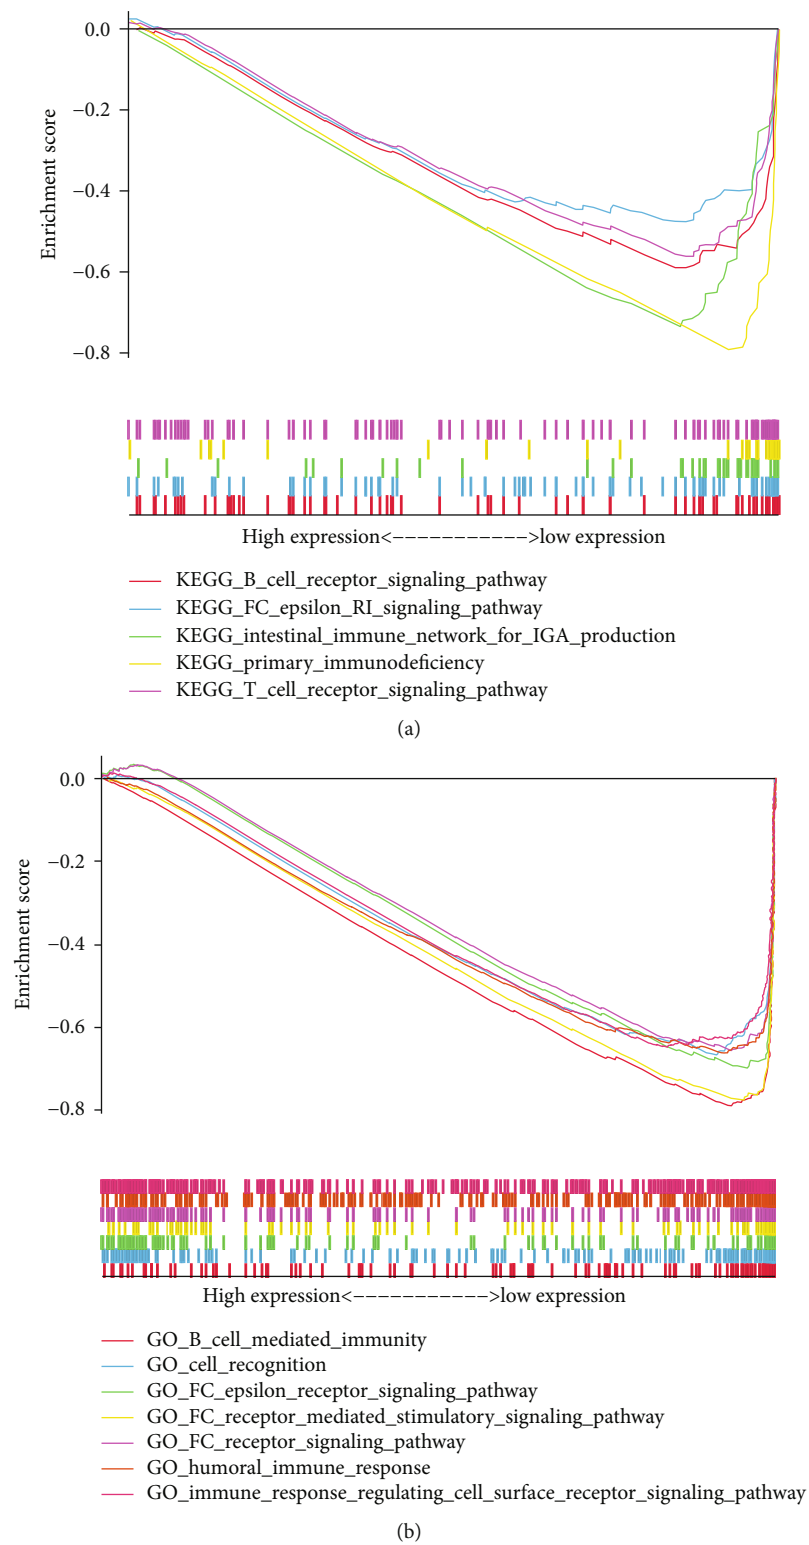 0.0
−0.2
−0.4
−0.6
−0.8
Enrichment score
High expression<−−−−−−−−−−−>low expression
KEGG_B_cell_receptor_signaling_pathway
KEGG_FC_epsilon_RI_signaling_pathway
KEGG_intestinal_immune_network_for_IGA_production
KEGG_primary_immunodeficiency
KEGG_T_cell_receptor_signaling_pathway
(a)
0.0
−0.2
−0.4
−0.6
−0.8
Enrichment score
High expression<−−−−−−−−−−−>low expression
GO_B_cell_mediated_immunity
GO_cell_recognition
GO_FC_epsilon_receptor_signaling_pathway
GO_FC_receptor_mediated_stimulatory_signaling_pathway
GO_FC_receptor_signaling_pathway
GO_humoral_immune_response
GO_immune_response_regulating_cell_surface_receptor_signaling_pathway
(b)